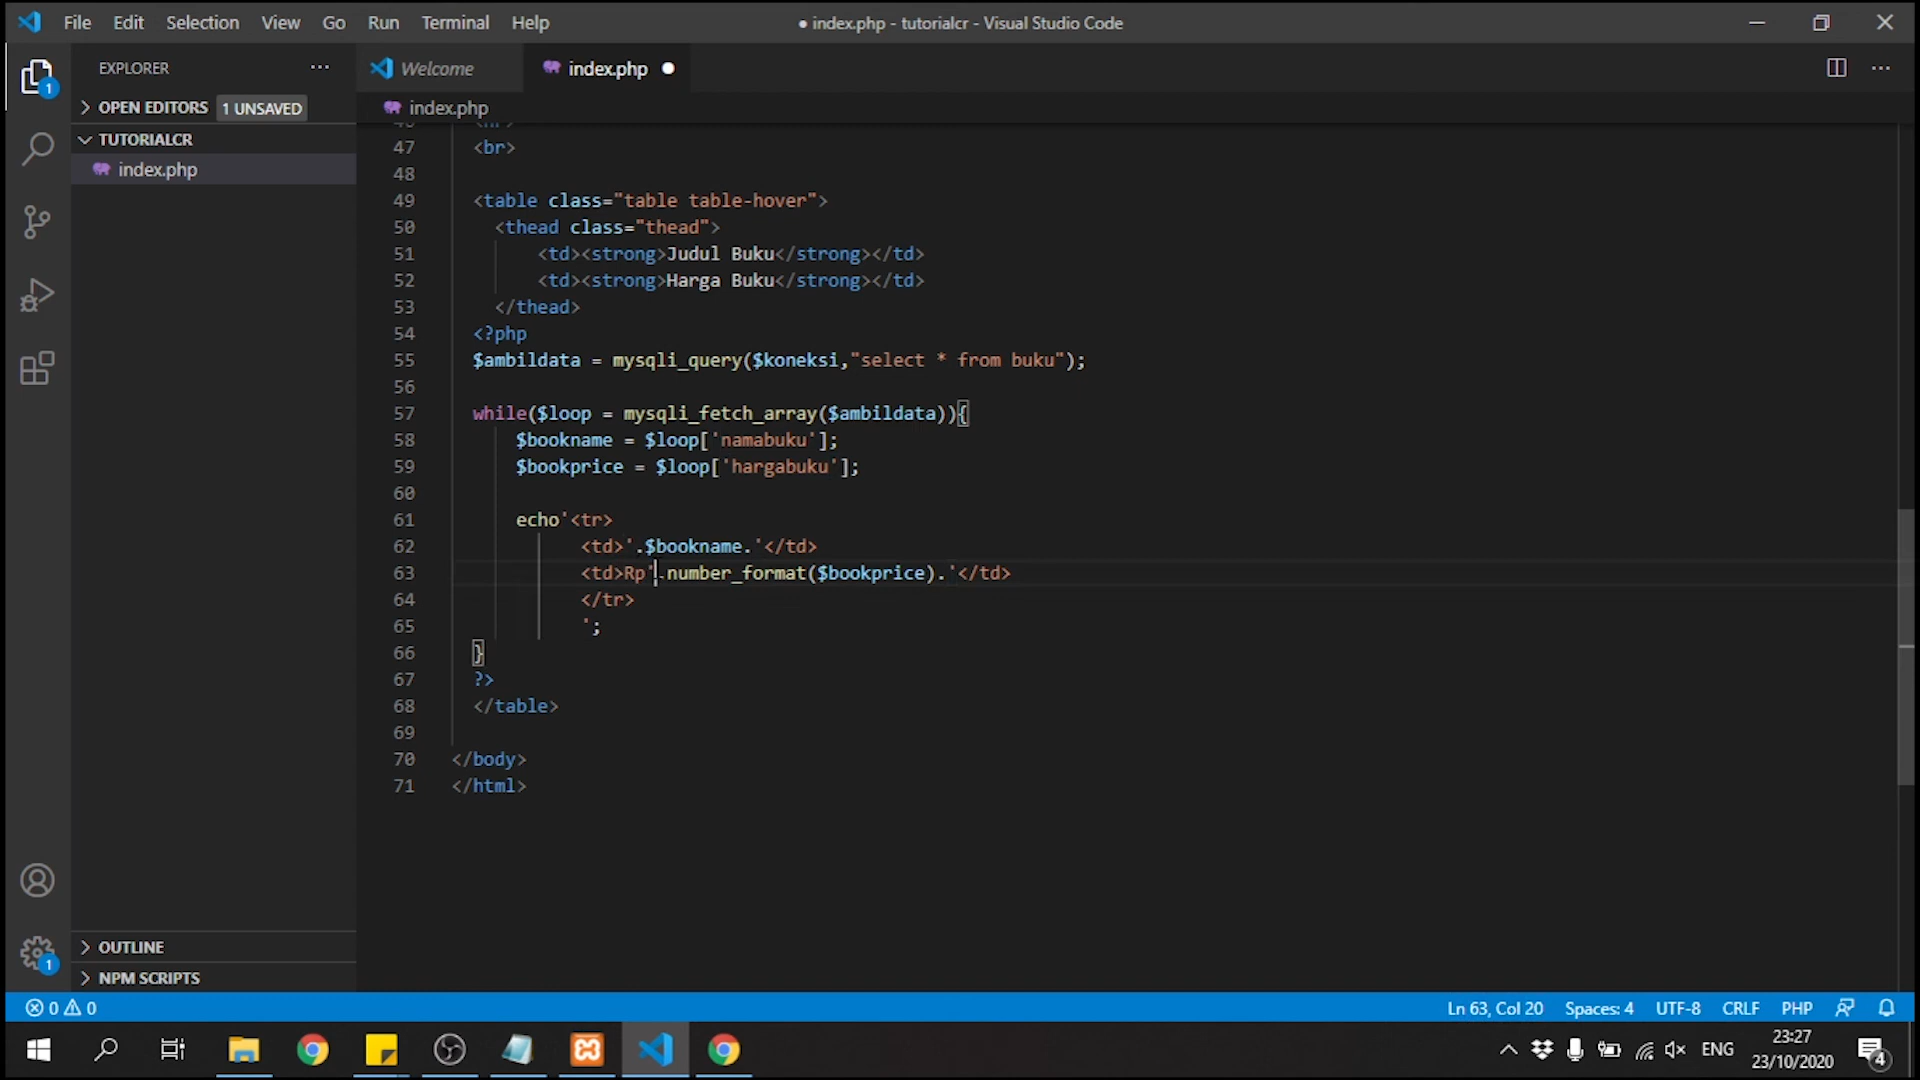 File Edit Selection View Go Run Terminal Help
● index.php - tutorialcr - Visual Studio Code
EXPLORER
Welcome
index.php
OPEN EDITORS 1 UNSAVED
index.php
TUTORIALCR
index.php
47 <br>
48
49 <table class="table table-hover">
50 <thead class="thead">
51 <td><strong>Judul Buku</strong></td>
52 <td><strong>Harga Buku</strong></td>
53 </thead>
54 <?php
55 $ambildata = mysqli_query($koneksi,"select * from buku");
56
57 while($loop = mysqli_fetch_array($ambildata)){
58 $bookname = $loop['namabuku'];
59 $bookprice = $loop['hargabuku'];
60
61 echo'<tr>
62 <td>'.$bookname.'</td>
63 <td>Rp'.number_format($bookprice).'</td>
64 </tr>
65 ';
66 }
67 ?>
68 </table>
69
70 </body>
71 </html>
OUTLINE
NPM SCRIPTS
1
1
0 0
Ln 63, Col 20 Spaces: 4 UTF-8 CRLF PHP
ENG
23:27
23/10/2020
4